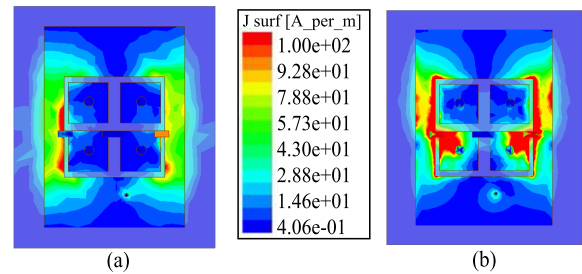 J surf [A_per_m]
1.00e+02
9.28e+01
7.88e+01
5.73e+01
4.30e+01
2.88e+01
1.46e+01
4.06e-01
(a)
(b)